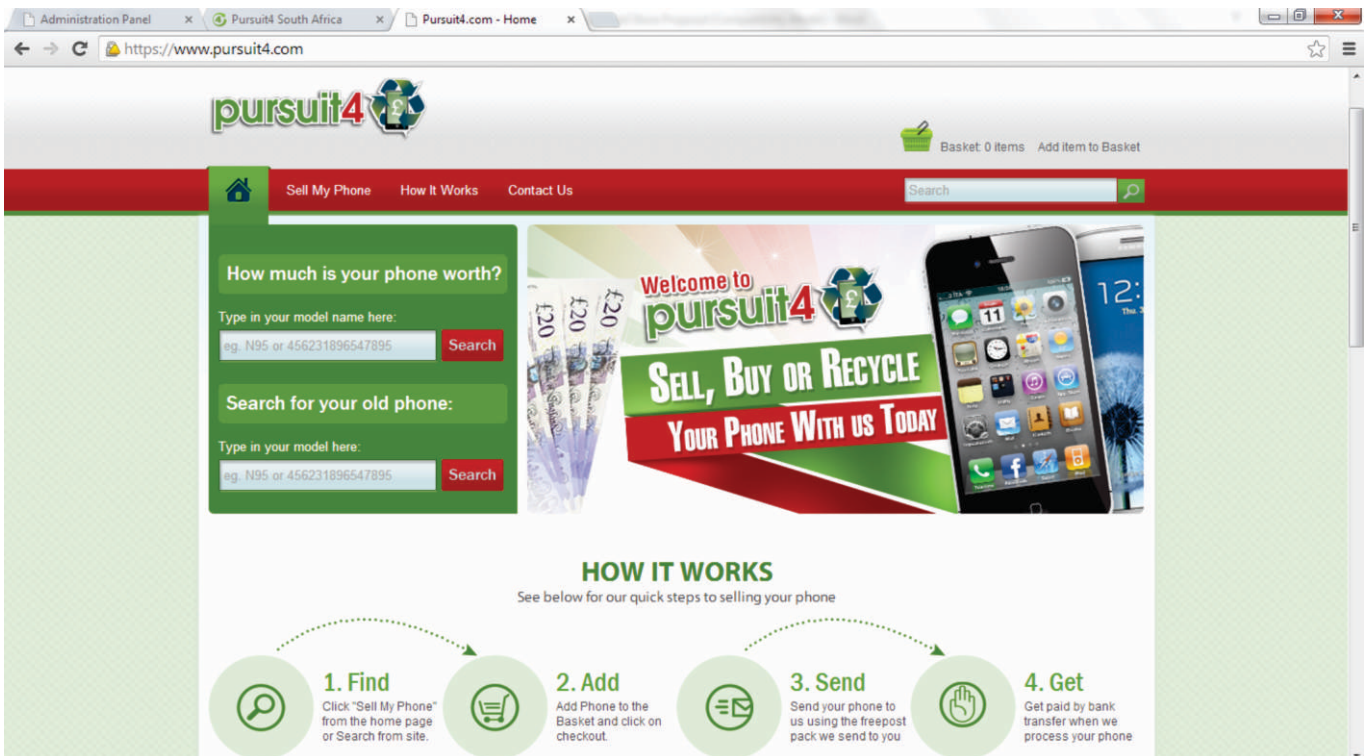 Administration Panel
Pursuit4 South Africa
Pursuit4.com - Home
https://www.pursuit4.com
pursuit4
£
Basket: 0 items Add item to Basket
Sell My Phone How It Works Contact Us
Search
How much is your phone worth?
Type in your model name here:
eg. N95 or 456231896547895
Search
Search for your old phone:
Type in your model here:
eg. N95 or 456231896547895
Search
£20 £20 £20
Welcome to
pursuit4
£
SELL, BUY OR RECYCLE
YOUR PHONE WITH US TODAY
11
12:
Thu. 3
HOW IT WORKS
See below for our quick steps to selling your phone
1. Find
Click "Sell My Phone"
from the home page
or Search from site.
2. Add
Add Phone to the
Basket and click on
checkout.
3. Send
Send your phone to
us using the freepost
pack we send to you
4. Get
Get paid by bank
transfer when we
process your phone